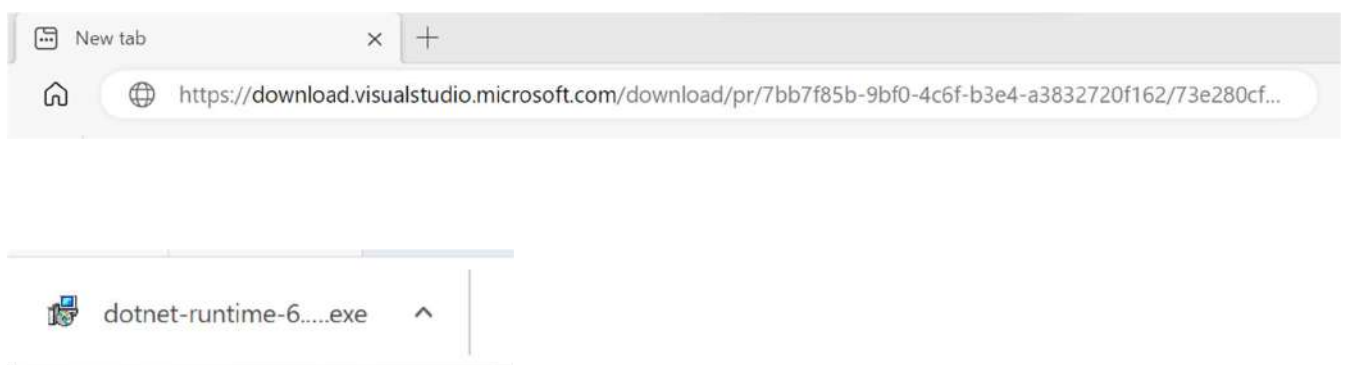 New tab
https://download.visualstudio.microsoft.com/download/pr/7bb7f85b-9bf0-4c6f-b3e4-a3832720f162/73e280cf...
dotnet-runtime-6.....exe